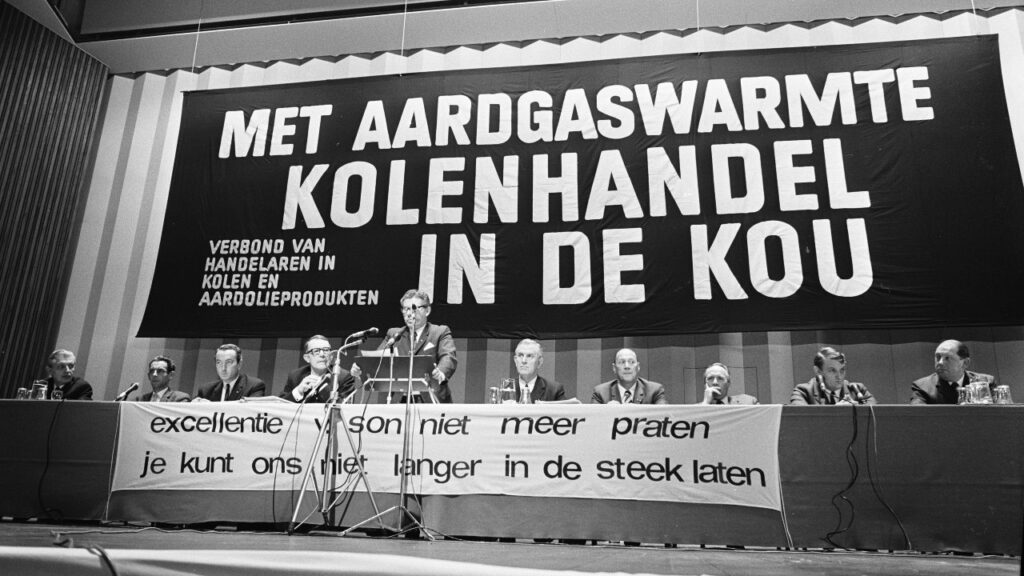 MET AARDGASWARMTE
KOLENHANDEL
IN DE KOU
VERBOND VAN
HANDELAREN IN
KOLEN EN
AARDOLIEPRODUKTEN
excellentie son niet meer praten
je kunt ons niet langer in de steek laten